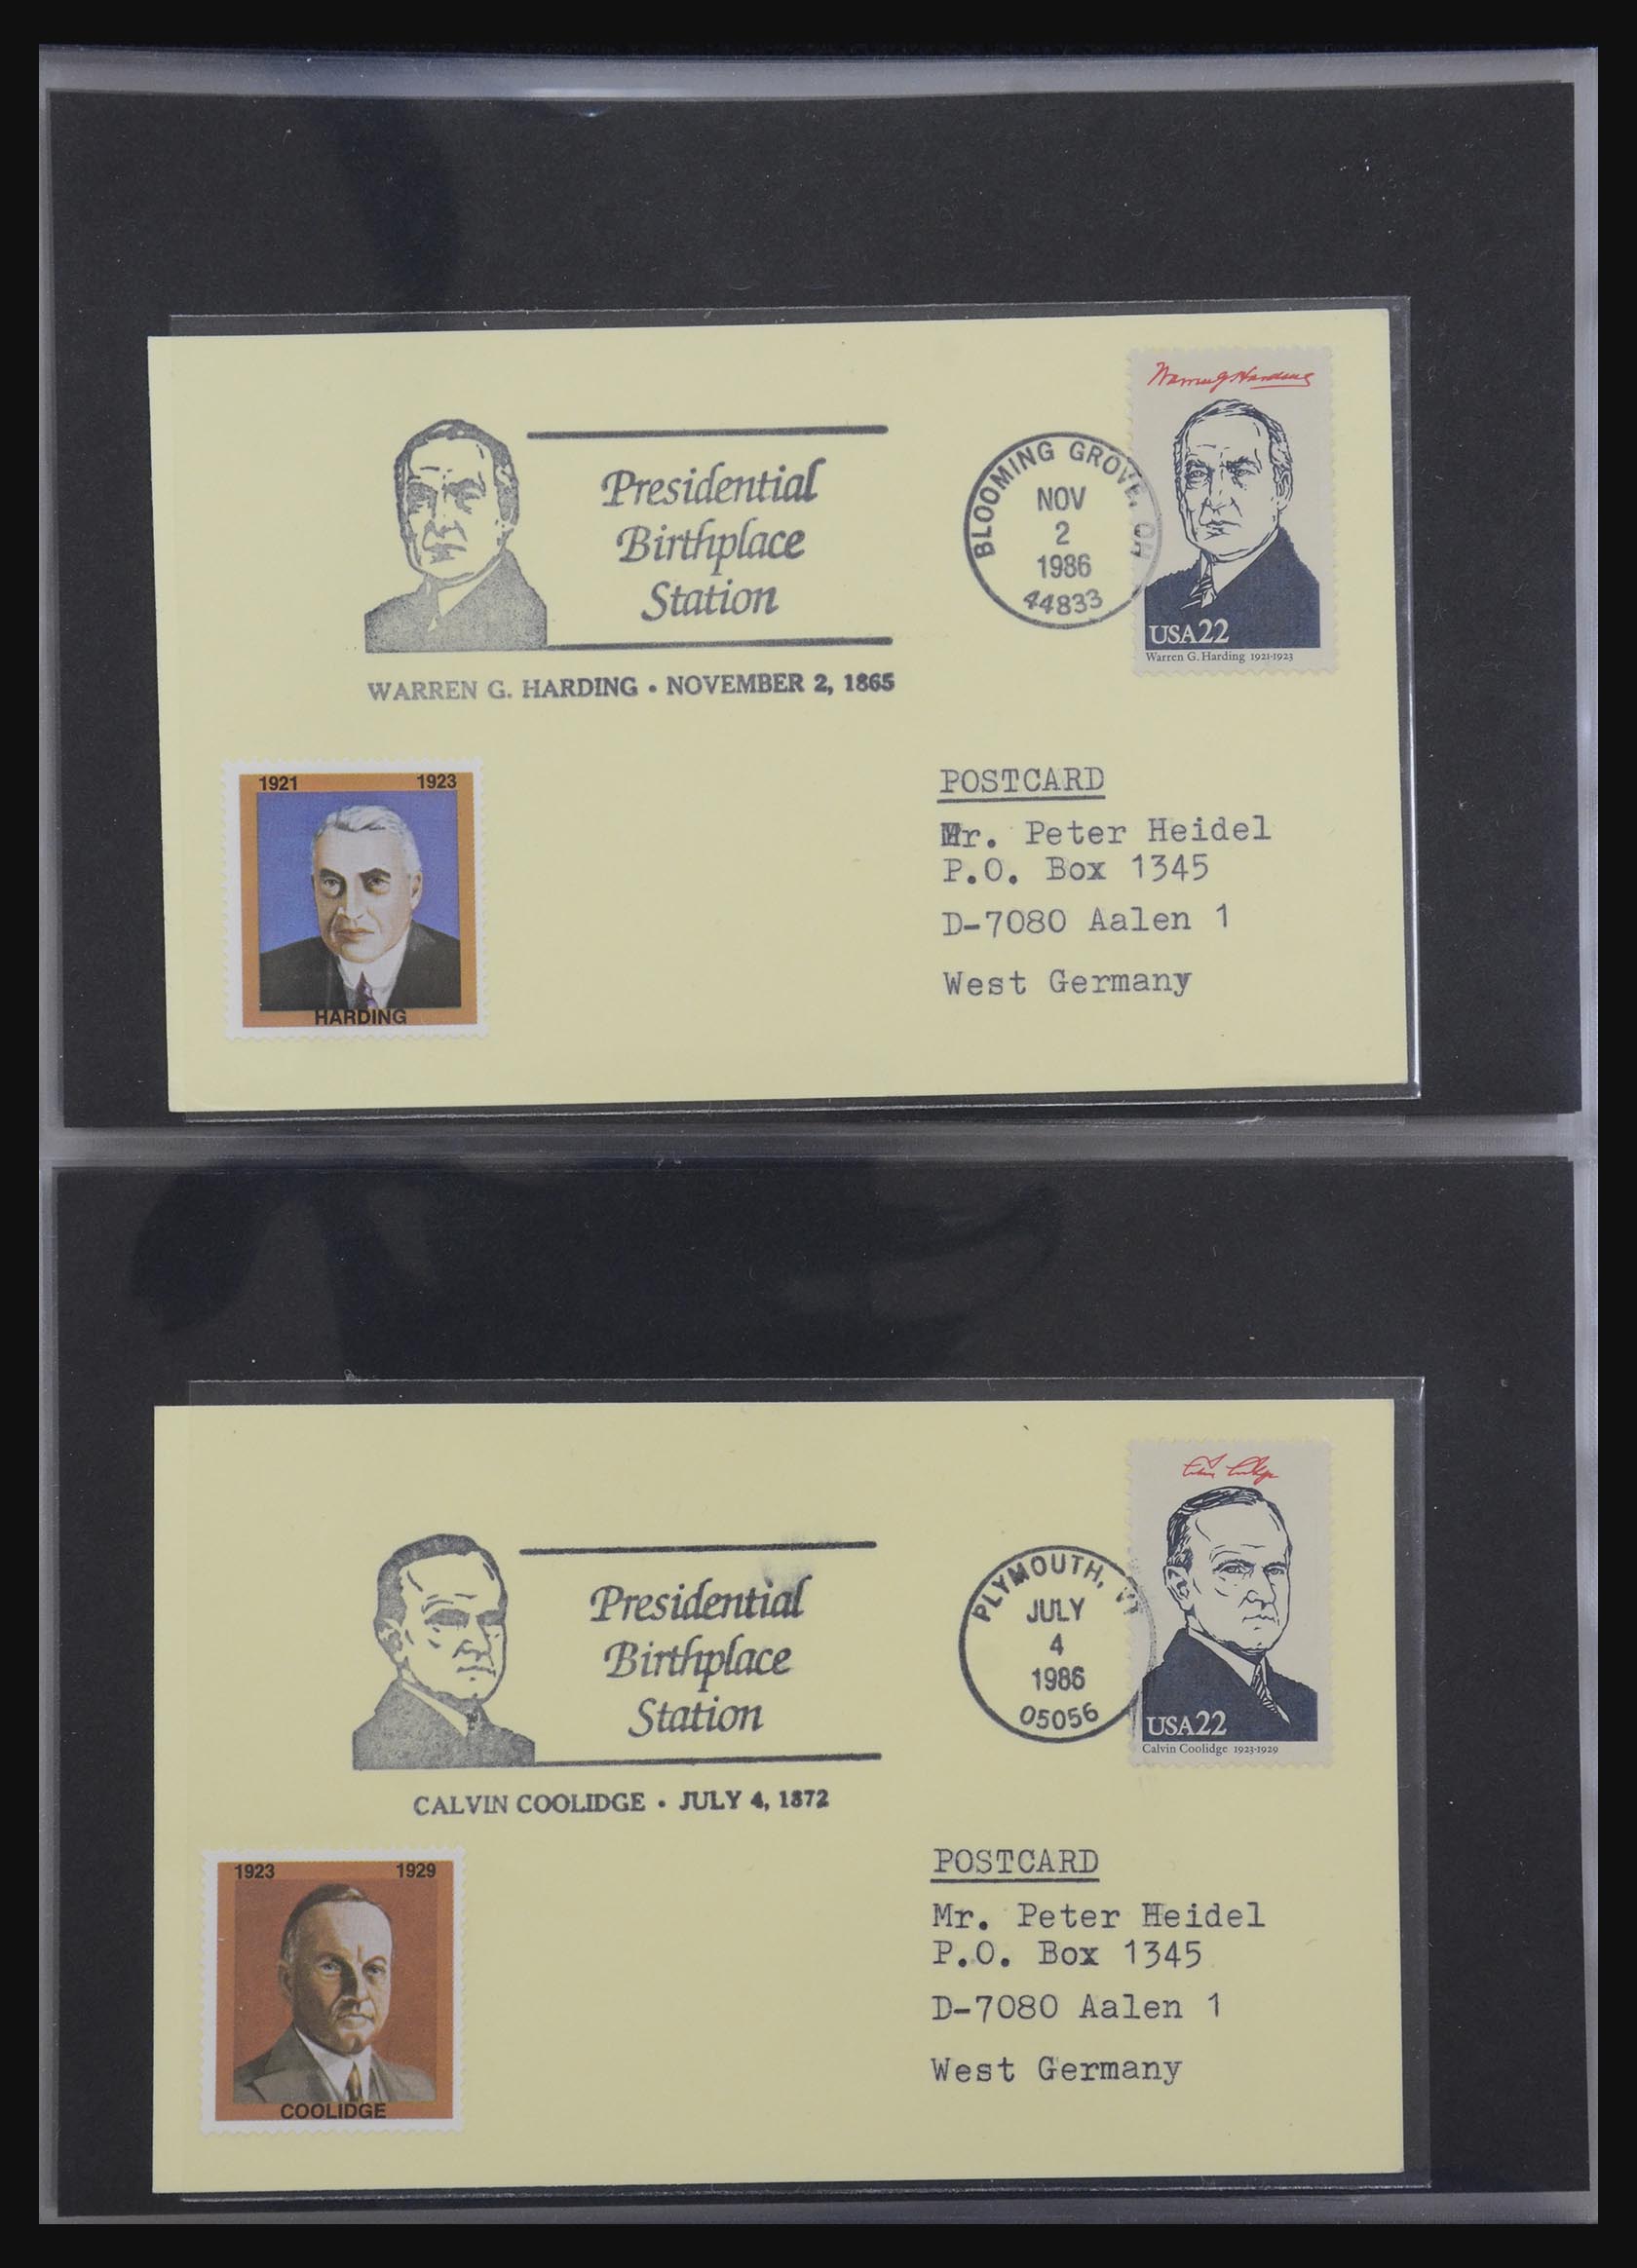 Warren G Harding
Presidential
Birthplace
Station
BLOOMING GROVE, OH
NOV
2
1986
44833
USA22
Warren G. Harding 1921-1923
WARREN G. HARDING • NOVEMBER 2, 1865
1921 1923
HARDING
POSTCARD
Mr. Peter Heidel
P.O. Box 1345
D-7080 Aalen 1
West Germany
Presidential
Birthplace
Station
PLYMOUTH, VT
JULY
4
1986
05056
USA22
Calvin Coolidge 1923-1929
CALVIN COOLIDGE • JULY 4, 1872
1923 1929
COOLIDGE
POSTCARD
Mr. Peter Heidel
P.O. Box 1345
D-7080 Aalen 1
West Germany